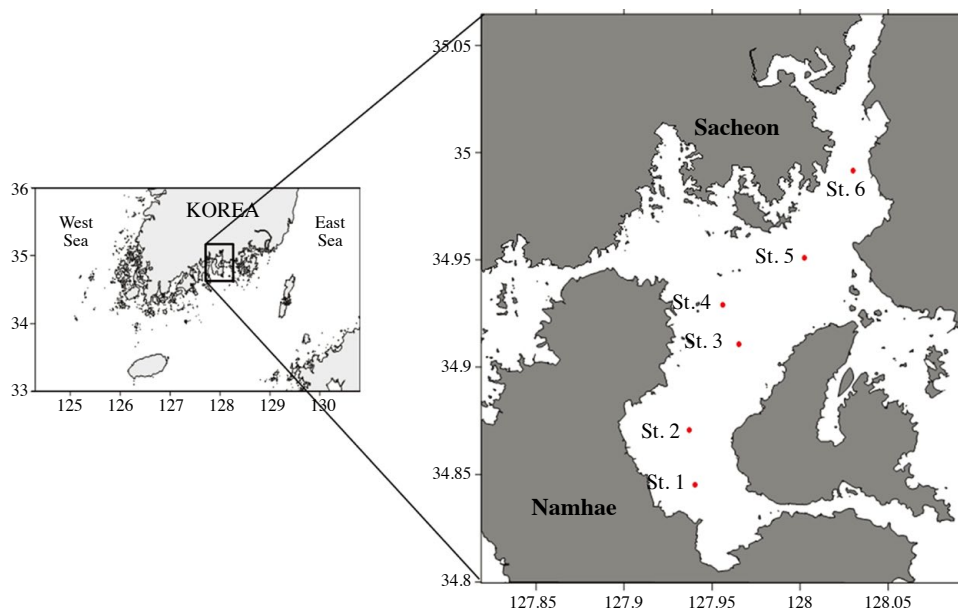 36
35
34
33
West
Sea
KOREA
East
Sea
125
126
127
128
129
130
35.05
35
34.95
34.9
34.85
34.8
Sacheon
St. 6
St. 5
St. 4
St. 3
St. 2
St. 1
Namhae
127.85
127.9
127.95
128
128.05